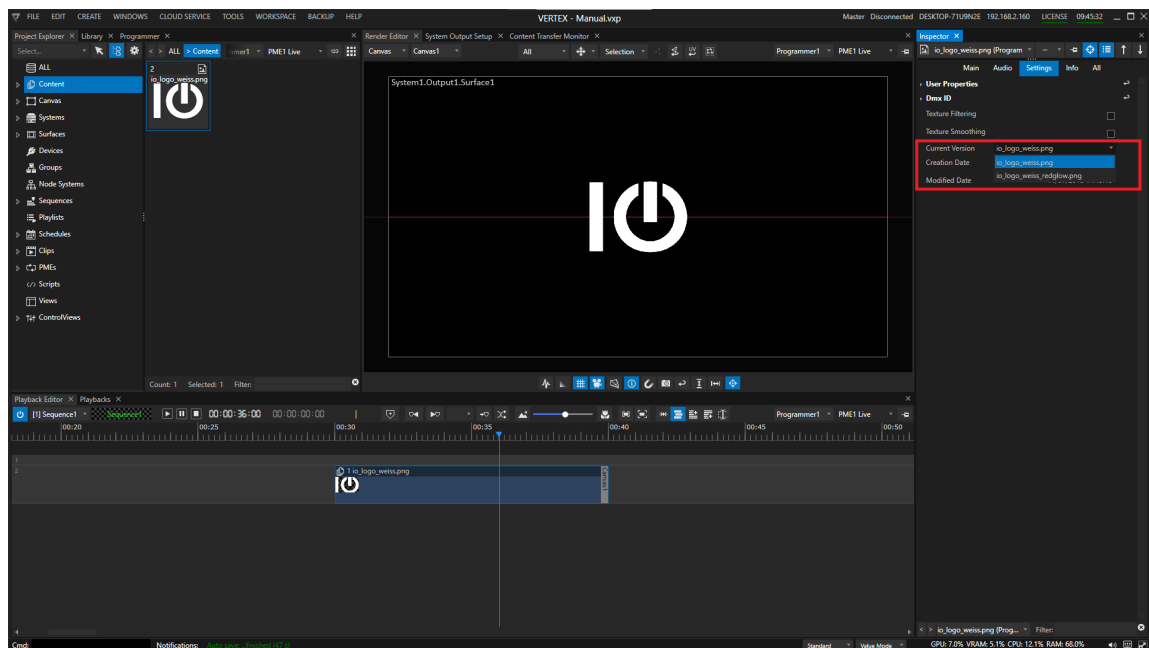 FILE EDIT CREATE WINDOWS CLOUD SERVICE TOOLS WORKSPACE BACKUP HELP VERTEX - Manual.vxp Master Disconnected DESKTOP-71U9N2E 192.168.2.160 LICENSE 09:45:32
Project Explorer Library Programmer Render Editor System Output Setup Content Transfer Monitor Inspector
Select... < > ALL > Content mmer1 PME1 Live Canvas Canvas1 All Selection UV Programmer1 PME1 Live io_logo_weiss.png (Program
ALL
Content
Canvas
Systems
Surfaces
Devices
Groups
Node Systems
Sequences
Playlists
Schedules
Clips
PMEs
Scripts
Views
ControlViews
2
io_logo_weiss.png
Count: 1 Selected: 1 Filter:
System1.Output1.Surface1
Main Audio Settings Info All
User Properties
Dmx ID
Texture Filtering
Texture Smoothing
Current Version io_logo_weiss.png
Creation Date io_logo_weiss.png
io_logo_weiss_redglow.png
Modified Date
Playback Editor Playbacks
[1] Sequence1 Sequence1 00:00:36:00 00:00:00:00 Programmer1 PME1 Live
00:20 00:25 00:30 00:35 00:40 00:45 00:50
1
2 1 io_logo_weiss.png
Canvas1
< > io_logo_weiss.png (Prog... Filter:
Cmd: Notifications: Auto save ...finished (47 s) Standard Value Mode GPU: 7.0% VRAM: 5.1% CPU: 12.1% RAM: 68.0%